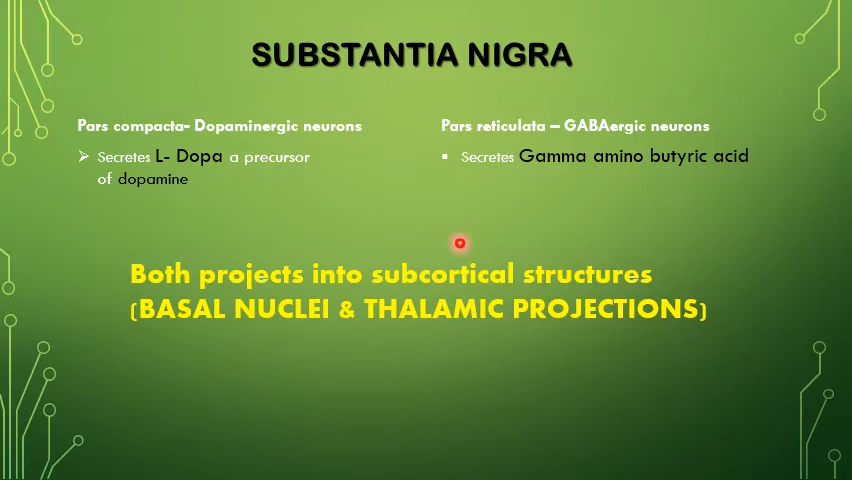 SUBSTANTIA NIGRA
Pars compacta- Dopaminergic neurons
Secretes L- Dopa a precursor
of dopamine
Pars reticulata – GABAergic neurons
Secretes Gamma amino butyric acid
Both projects into subcortical structures
(BASAL NUCLEI & THALAMIC PROJECTIONS)